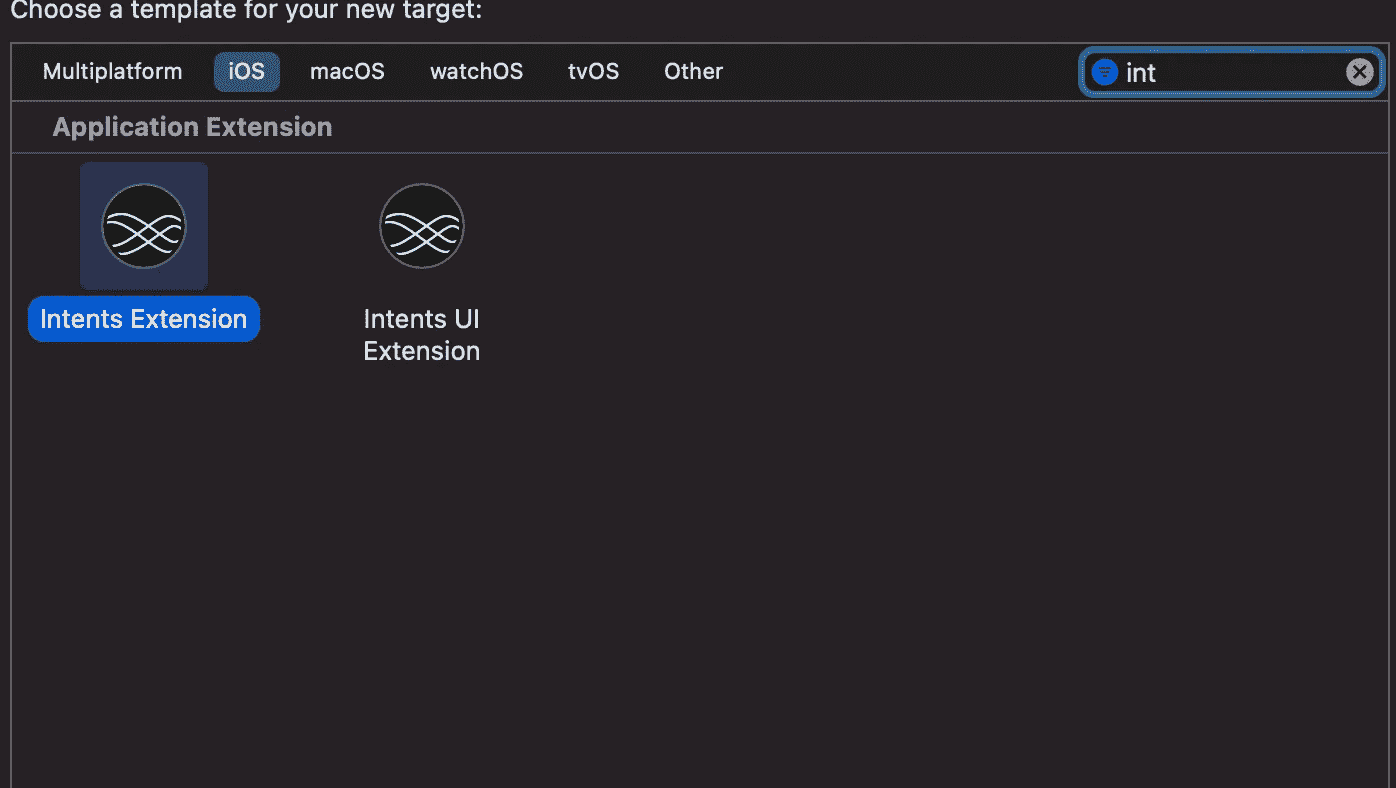 Choose a template for your new target:
Multiplatform iOS macOS watchOS tvOS Other int
Application Extension
Intents Extension
Intents UI
Extension